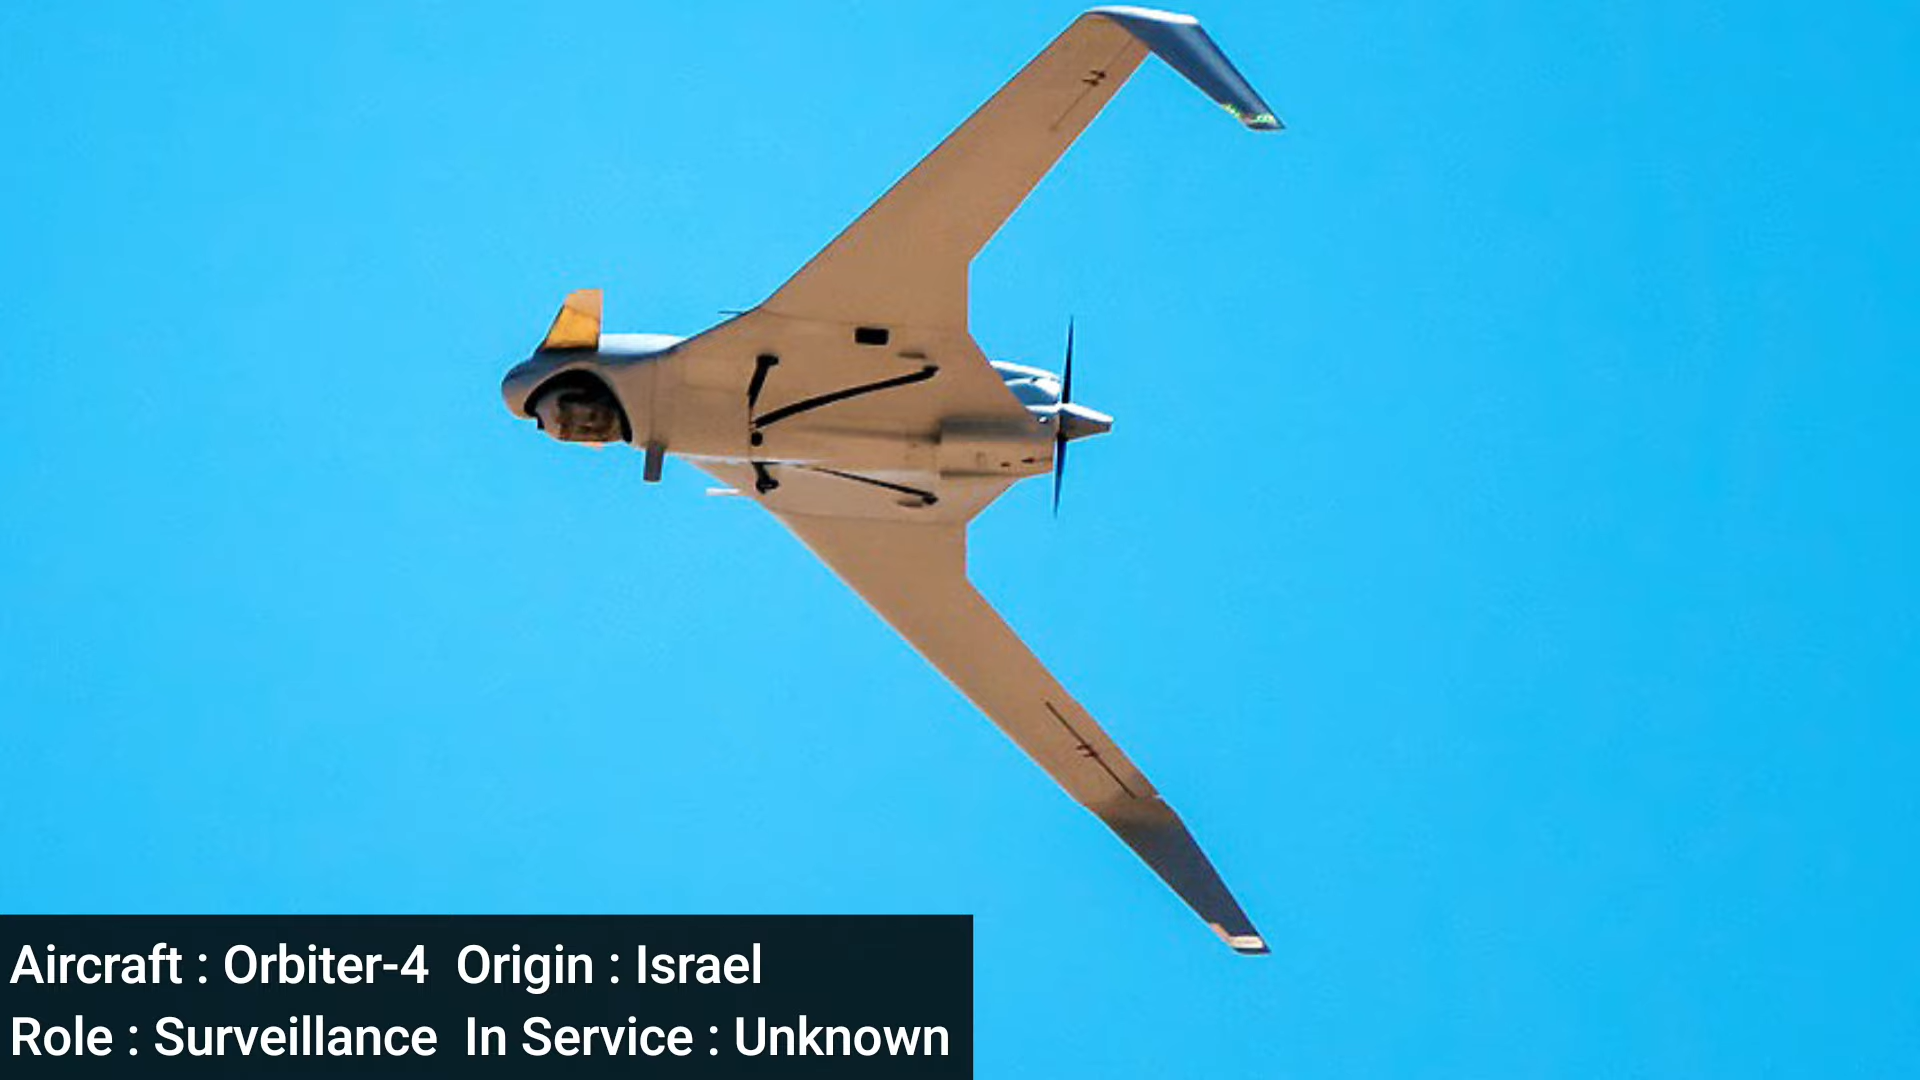 Aircraft : Orbiter-4  Origin : Israel
Role : Surveillance  In Service : Unknown